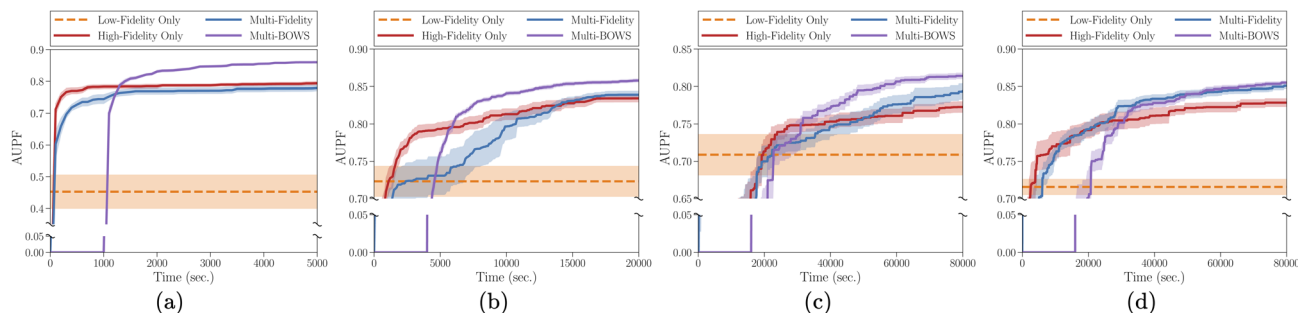 Low-Fidelity Only Multi-Fidelity
High-Fidelity Only Multi-BOWS
AUPF
0.9
0.8
0.7
0.6
0.5
0.4
0.05
0.00
0 1000 2000 3000 4000 5000
Time (sec.)
(a)
Low-Fidelity Only Multi-Fidelity
High-Fidelity Only Multi-BOWS
AUPF
0.90
0.85
0.80
0.75
0.70
0.05
0.00
0 5000 10000 15000 20000
Time (sec.)
(b)
Low-Fidelity Only Multi-Fidelity
High-Fidelity Only Multi-BOWS
AUPF
0.85
0.80
0.75
0.70
0.65
0.05
0.00
0 20000 40000 60000 80000
Time (sec.)
(c)
Low-Fidelity Only Multi-Fidelity
High-Fidelity Only Multi-BOWS
AUPF
0.90
0.85
0.80
0.75
0.70
0.05
0.00
0 20000 40000 60000 80000
Time (sec.)
(d)